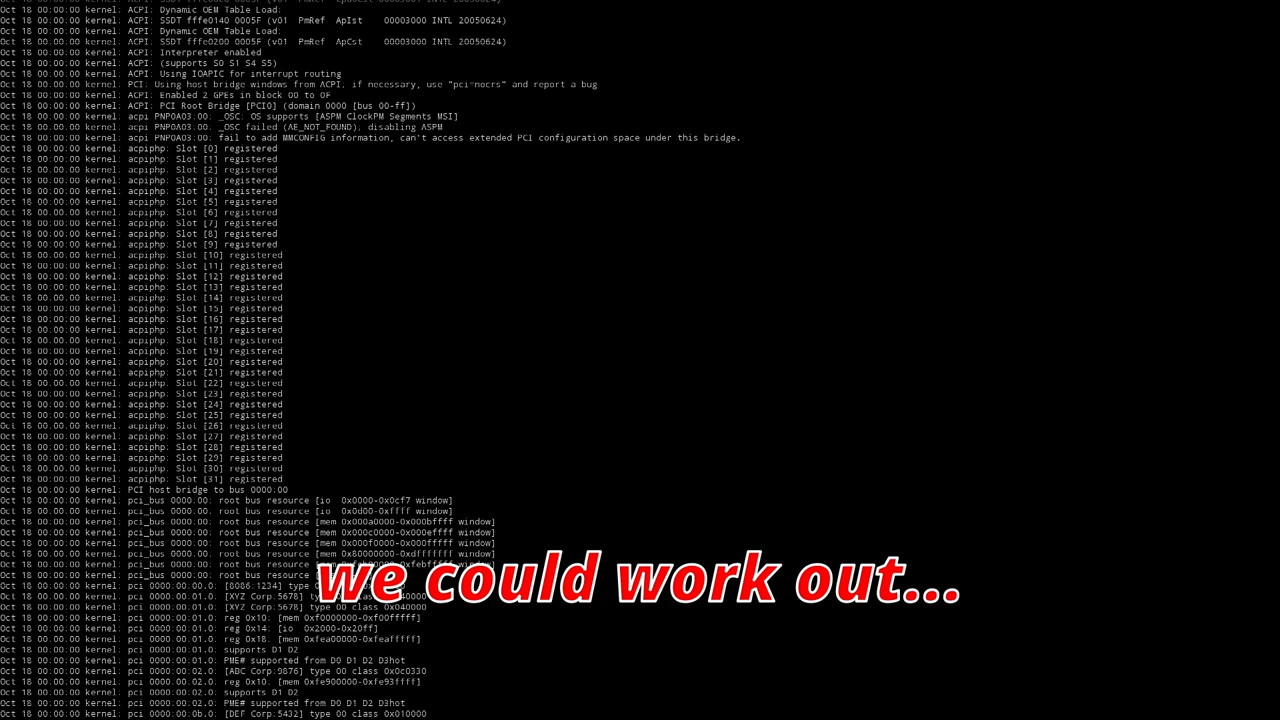 Oct 18 00:00:00 kernel: ACPI: Dynamic OEM Table Load:
Oct 18 00:00:00 kernel: ACPI: SSDT fffe0140 0005F (v01  PmRef  ApIst    00003000 INTL 20050624)
Oct 18 00:00:00 kernel: ACPI: Dynamic OEM Table Load:
Oct 18 00:00:00 kernel: ACPI: SSDT fffe0200 0005F (v01  PmRef  ApCst    00003000 INTL 20050624)
Oct 18 00:00:00 kernel: ACPI: Interpreter enabled
Oct 18 00:00:00 kernel: ACPI: (supports S0 S1 S4 S5)
Oct 18 00:00:00 kernel: ACPI: Using IOAPIC for interrupt routing
Oct 18 00:00:00 kernel: PCI: Using host bridge windows from ACPI; if necessary, use "pci=nocrs" and report a bug
Oct 18 00:00:00 kernel: ACPI: Enabled 2 GPEs in block 00 to 0F
Oct 18 00:00:00 kernel: ACPI: PCI Root Bridge [PCI0] (domain 0000 [bus 00-ff])
Oct 18 00:00:00 kernel: acpi PNP0A03:00: _OSC: OS supports [ASPM ClockPM Segments MSI]
Oct 18 00:00:00 kernel: acpi PNP0A03:00: _OSC failed (AE_NOT_FOUND); disabling ASPM
Oct 18 00:00:00 kernel: acpi PNP0A03:00: fail to add MMCONFIG information, can't access extended PCI configuration space under this bridge.
Oct 18 00:00:00 kernel: acpiphp: Slot [0] registered
Oct 18 00:00:00 kernel: acpiphp: Slot [1] registered
Oct 18 00:00:00 kernel: acpiphp: Slot [2] registered
Oct 18 00:00:00 kernel: acpiphp: Slot [3] registered
Oct 18 00:00:00 kernel: acpiphp: Slot [4] registered
Oct 18 00:00:00 kernel: acpiphp: Slot [5] registered
Oct 18 00:00:00 kernel: acpiphp: Slot [6] registered
Oct 18 00:00:00 kernel: acpiphp: Slot [7] registered
Oct 18 00:00:00 kernel: acpiphp: Slot [8] registered
Oct 18 00:00:00 kernel: acpiphp: Slot [9] registered
Oct 18 00:00:00 kernel: acpiphp: Slot [10] registered
Oct 18 00:00:00 kernel: acpiphp: Slot [11] registered
Oct 18 00:00:00 kernel: acpiphp: Slot [12] registered
Oct 18 00:00:00 kernel: acpiphp: Slot [13] registered
Oct 18 00:00:00 kernel: acpiphp: Slot [14] registered
Oct 18 00:00:00 kernel: acpiphp: Slot [15] registered
Oct 18 00:00:00 kernel: acpiphp: Slot [16] registered
Oct 18 00:00:00 kernel: acpiphp: Slot [17] registered
Oct 18 00:00:00 kernel: acpiphp: Slot [18] registered
Oct 18 00:00:00 kernel: acpiphp: Slot [19] registered
Oct 18 00:00:00 kernel: acpiphp: Slot [20] registered
Oct 18 00:00:00 kernel: acpiphp: Slot [21] registered
Oct 18 00:00:00 kernel: acpiphp: Slot [22] registered
Oct 18 00:00:00 kernel: acpiphp: Slot [23] registered
Oct 18 00:00:00 kernel: acpiphp: Slot [24] registered
Oct 18 00:00:00 kernel: acpiphp: Slot [25] registered
Oct 18 00:00:00 kernel: acpiphp: Slot [26] registered
Oct 18 00:00:00 kernel: acpiphp: Slot [27] registered
Oct 18 00:00:00 kernel: acpiphp: Slot [28] registered
Oct 18 00:00:00 kernel: acpiphp: Slot [29] registered
Oct 18 00:00:00 kernel: acpiphp: Slot [30] registered
Oct 18 00:00:00 kernel: acpiphp: Slot [31] registered
Oct 18 00:00:00 kernel: PCI host bridge to bus 0000:00
Oct 18 00:00:00 kernel: pci_bus 0000:00: root bus resource [io  0x0000-0x0cf7 window]
Oct 18 00:00:00 kernel: pci_bus 0000:00: root bus resource [io  0x0d00-0xffff window]
Oct 18 00:00:00 kernel: pci_bus 0000:00: root bus resource [mem 0x000a0000-0x000bffff window]
Oct 18 00:00:00 kernel: pci_bus 0000:00: root bus resource [mem 0x000c0000-0x000effff window]
Oct 18 00:00:00 kernel: pci_bus 0000:00: root bus resource [mem 0x000f0000-0x000fffff window]
Oct 18 00:00:00 kernel: pci_bus 0000:00: root bus resource [mem 0x80000000-0xdfffffff window]
Oct 18 00:00:00 kernel: pci_bus 0000:00: root bus resource window]
Oct 18 00:00:00 kernel: pci_bus 0000:00: root bus resource
we could work out...
Oct 18 00:00:00 kernel: pci 0000:00:00.0: [8086:1234] type
Oct 18 00:00:00 kernel: pci 0000:00:01.0: [XYZ Corp:5678]
Oct 18 00:00:00 kernel: pci 0000:00:01.0: [XYZ Corp:5678] type 00 class 0x040000
Oct 18 00:00:00 kernel: pci 0000:00:01.0: reg 0x10: [mem 0xf0000000-0xf00fffff]
Oct 18 00:00:00 kernel: pci 0000:00:01.0: reg 0x14: [io  0x2000-0x20ff]
Oct 18 00:00:00 kernel: pci 0000:00:01.0: reg 0x18: [mem 0xfea00000-0xfeafffff]
Oct 18 00:00:00 kernel: pci 0000:00:01.0: supports D1 D2
Oct 18 00:00:00 kernel: pci 0000:00:01.0: PME# supported from D0 D1 D2 D3hot
Oct 18 00:00:00 kernel: pci 0000:00:02.0: [ABC Corp:9876] type 00 class 0x0c0330
Oct 18 00:00:00 kernel: pci 0000:00:02.0: reg 0x10: [mem 0xfe900000-0xfe93ffff]
Oct 18 00:00:00 kernel: pci 0000:00:02.0: supports D1 D2
Oct 18 00:00:00 kernel: pci 0000:00:02.0: PME# supported from D0 D1 D2 D3hot
Oct 18 00:00:00 kernel: pci 0000:00:0b.0: [DEF Corp:5432] type 00 class 0x010000